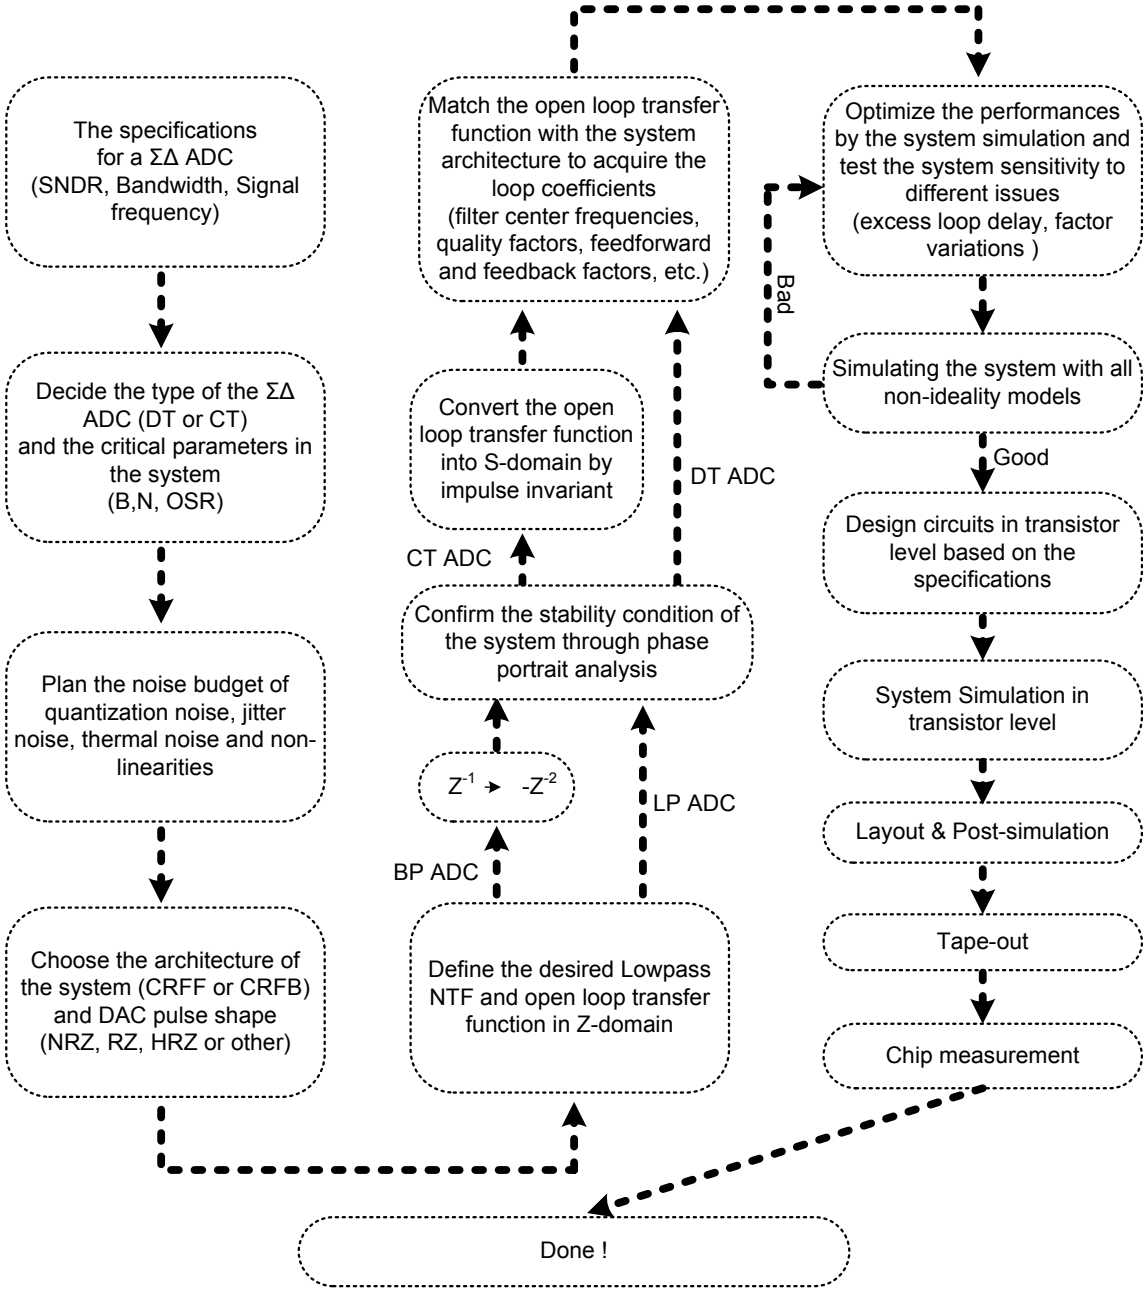 The specifications
for a ΣΔ ADC
(SNDR, Bandwidth, Signal
frequency)
Decide the type of the ΣΔ
ADC (DT or CT)
and the critical parameters in
the system
(B,N, OSR)
Plan the noise budget of
quantization noise, jitter
noise, thermal noise and non-
linearities
Choose the architecture of
the system (CRFF or CRFB)
and DAC pulse shape
(NRZ, RZ, HRZ or other)
Define the desired Lowpass
NTF and open loop transfer
function in Z-domain
BP ADC
LP ADC
Z⁻¹ → -Z⁻²
Confirm the stability condition of
the system through phase
portrait analysis
CT ADC
DT ADC
Convert the open
loop transfer function
into S-domain by
impulse invariant
Match the open loop transfer
function with the system
architecture to acquire the
loop coefficients
(filter center frequencies,
quality factors, feedforward
and feedback factors, etc.)
Optimize the performances
by the system simulation and
test the system sensitivity to
different issues
(excess loop delay, factor
variations )
Bad
Simulating the system with all
non-ideality models
Good
Design circuits in transistor
level based on the
specifications
System Simulation in
transistor level
Layout & Post-simulation
Tape-out
Chip measurement
Done !